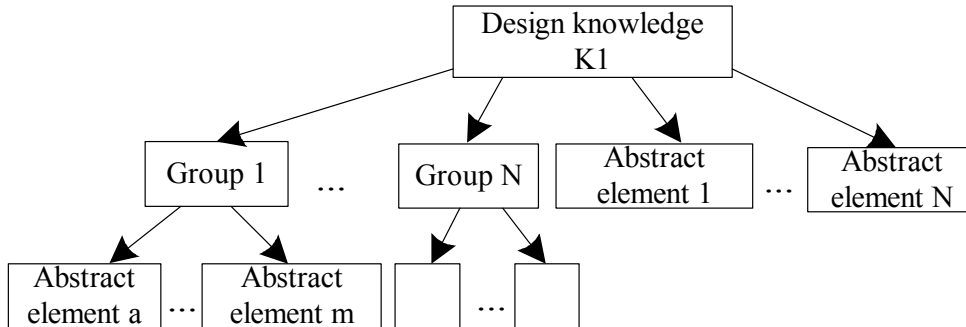 Design knowledge
K1
Group 1
...
Group N
Abstract
element 1
...
Abstract
element N
Abstract
element a
...
Abstract
element m
...